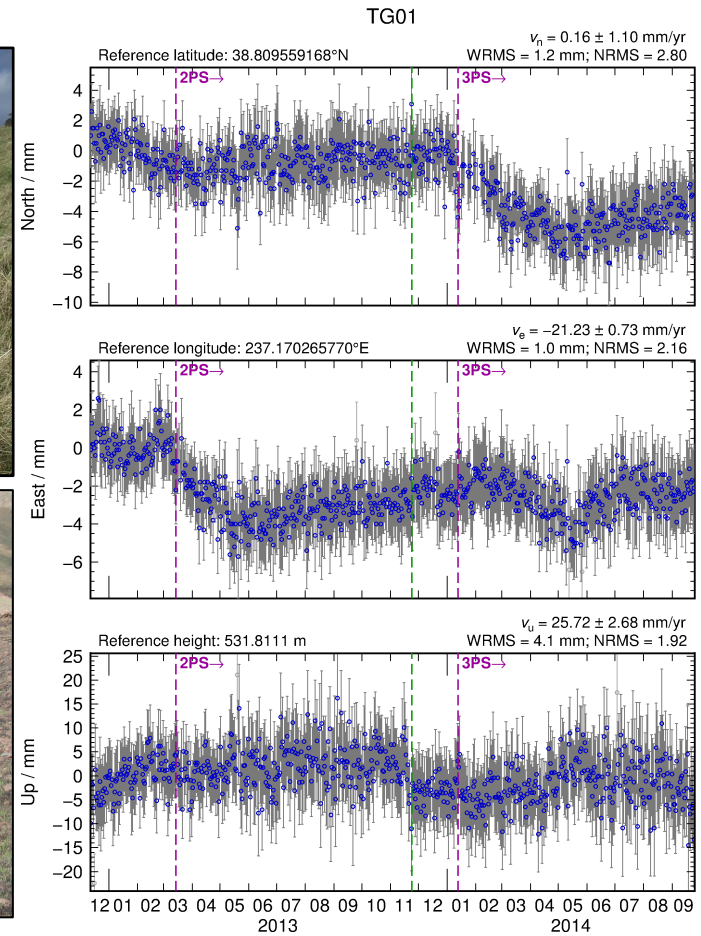 TG01
vn = 0.16 ± 1.10 mm/yr
Reference latitude: 38.809559168°N WRMS = 1.2 mm; NRMS = 2.80
2PS→ 3PS→
4
2
0
−2
−4
−6
−8
−10
North / mm
ve = −21.23 ± 0.73 mm/yr
Reference longitude: 237.170265770°E WRMS = 1.0 mm; NRMS = 2.16
2PS→ 3PS→
4
2
0
−2
−4
−6
East / mm
vu = 25.72 ± 2.68 mm/yr
Reference height: 531.8111 m WRMS = 4.1 mm; NRMS = 1.92
2PS→ 3PS→
25
20
15
10
5
0
−5
−10
−15
−20
Up / mm
12 01 02 03 04 05 06 07 08 09 10 11 12 01 02 03 04 05 06 07 08 09
2013 2014